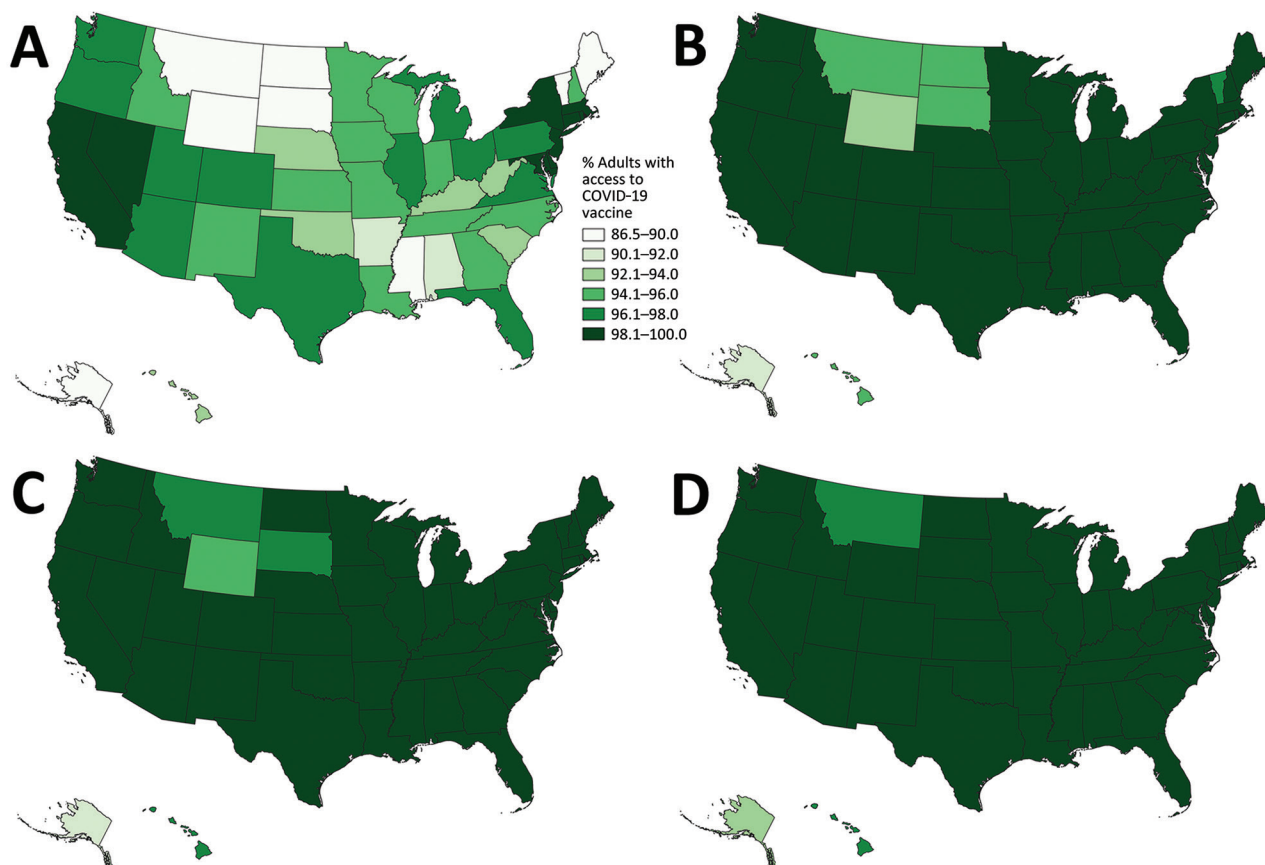 A
B
% Adults with
access to
COVID-19
vaccine
86.5–90.0
90.1–92.0
92.1–94.0
94.1–96.0
96.1–98.0
98.1–100.0
C
D